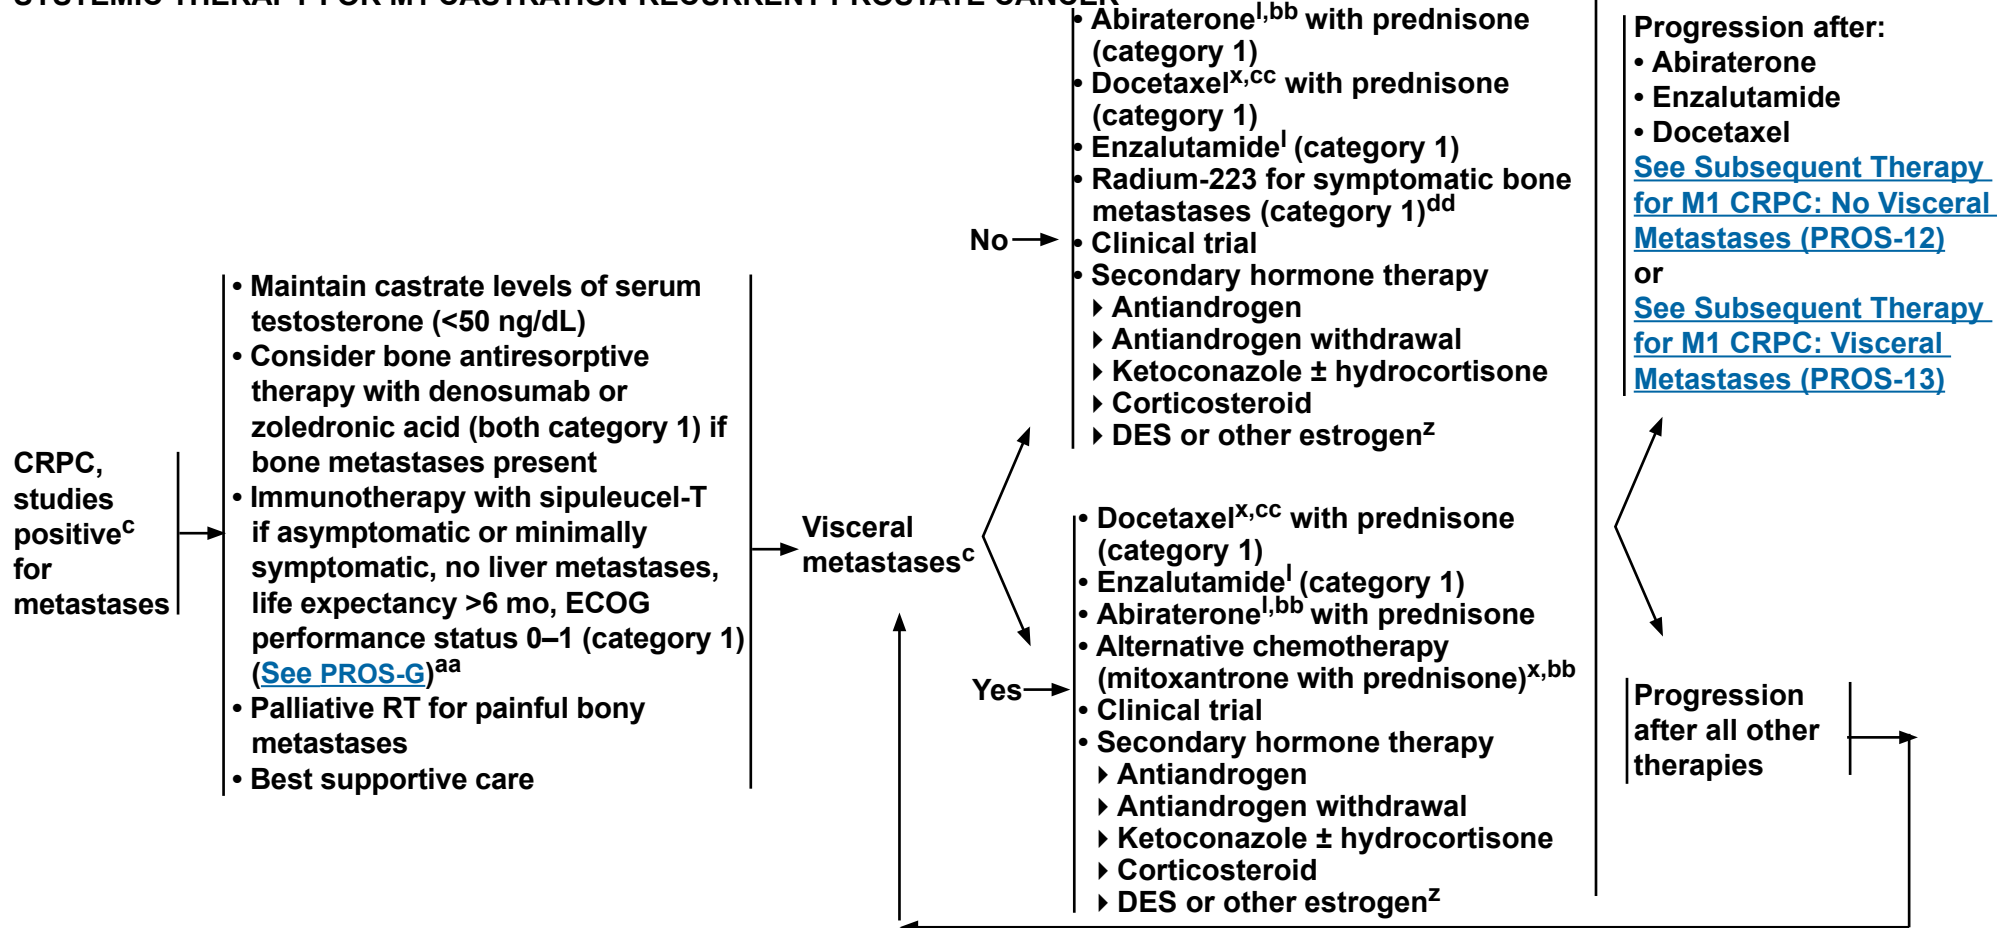 SYSTEMIC THERAPY FOR M1 CASTRATION-RECURRENT PROSTATE CANCER
CRPC,
studies
positivec
for
metastases
• Maintain castrate levels of serum
testosterone (<50 ng/dL)
• Consider bone antiresorptive
therapy with denosumab or
zoledronic acid (both category 1) if
bone metastases present
• Immunotherapy with sipuleucel-T
if asymptomatic or minimally
symptomatic, no liver metastases,
life expectancy >6 mo, ECOG
performance status 0–1 (category 1)
(See PROS-G)aa
• Palliative RT for painful bony
metastases
• Best supportive care
Visceral
metastasesc
No
• Abirateronel,bb with prednisone
(category 1)
• Docetaxelx,cc with prednisone
(category 1)
• Enzalutamidel (category 1)
• Radium-223 for symptomatic bone
metastases (category 1)dd
• Clinical trial
• Secondary hormone therapy
▸ Antiandrogen
▸ Antiandrogen withdrawal
▸ Ketoconazole ± hydrocortisone
▸ Corticosteroid
▸ DES or other estrogenz
Yes
• Docetaxelx,cc with prednisone
(category 1)
• Enzalutamidel (category 1)
• Abirateronel,bb with prednisone
• Alternative chemotherapy
(mitoxantrone with prednisone)x,bb
• Clinical trial
• Secondary hormone therapy
▸ Antiandrogen
▸ Antiandrogen withdrawal
▸ Ketoconazole ± hydrocortisone
▸ Corticosteroid
▸ DES or other estrogenz
Progression after:
• Abiraterone
• Enzalutamide
• Docetaxel
See Subsequent Therapy
for M1 CRPC: No Visceral
Metastases (PROS-12)
or
See Subsequent Therapy
for M1 CRPC: Visceral
Metastases (PROS-13)
Progression
after all other
therapies